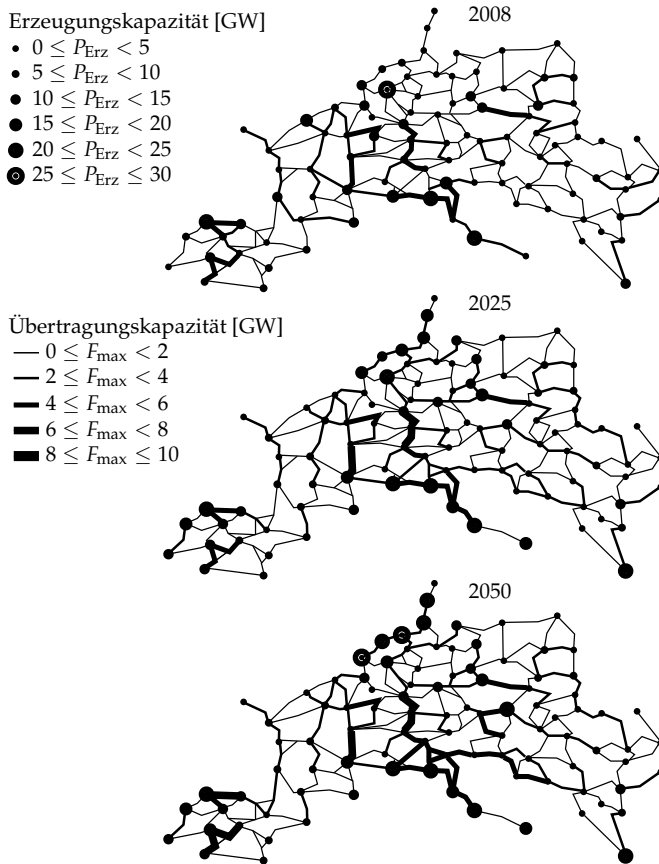 Erzeugungskapazität [GW]
0 ≤ P_Erz < 5
5 ≤ P_Erz < 10
10 ≤ P_Erz < 15
15 ≤ P_Erz < 20
20 ≤ P_Erz < 25
25 ≤ P_Erz ≤ 30
2008
Übertragungskapazität [GW]
0 ≤ F_max < 2
2 ≤ F_max < 4
4 ≤ F_max < 6
6 ≤ F_max < 8
8 ≤ F_max ≤ 10
2025
2050